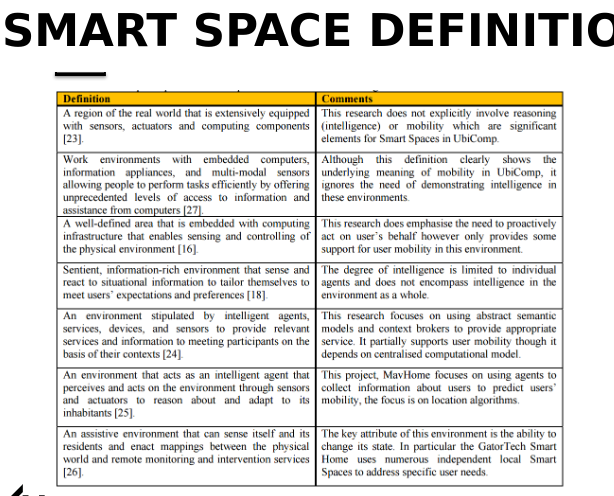 SMART SPACE DEFINITIO
Definition
Comments
A region of the real world that is extensively equipped
with sensors, actuators and computing components
[23].
This research does not explicitly involve reasoning
(intelligence) or mobility which are significant
elements for Smart Spaces in UbiComp.
Work environments with embedded computers,
information appliances, and multi-modal sensors
allowing people to perform tasks efficiently by offering
unprecedented levels of access to information and
assistance from computers [27].
Although this definition clearly shows the
underlying meaning of mobility in UbiComp, it
ignores the need of demonstrating intelligence in
these environments.
A well-defined area that is embedded with computing
infrastructure that enables sensing and controlling of
the physical environment [16].
This research does emphasise the need to proactively
act on user's behalf however only provides some
support for user mobility in this environment.
Sentient, information-rich environment that sense and
react to situational information to tailor themselves to
meet users' expectations and preferences [18].
The degree of intelligence is limited to individual
agents and does not encompass intelligence in the
environment as a whole.
An environment stipulated by intelligent agents,
services, devices, and sensors to provide relevant
services and information to meeting participants on the
basis of their contexts [24].
This research focuses on using abstract semantic
models and context brokers to provide appropriate
service. It partially supports user mobility though it
depends on centralised computational model.
An environment that acts as an intelligent agent that
perceives and acts on the environment through sensors
and actuators to reason about and adapt to its
inhabitants [25].
This project, MavHome focuses on using agents to
collect information about users to predict users'
mobility, the focus is on location algorithms.
An assistive environment that can sense itself and its
residents and enact mappings between the physical
world and remote monitoring and intervention services
[26].
The key attribute of this environment is the ability to
change its state. In particular the GatorTech Smart
Home uses numerous independent local Smart
Spaces to address specific user needs.